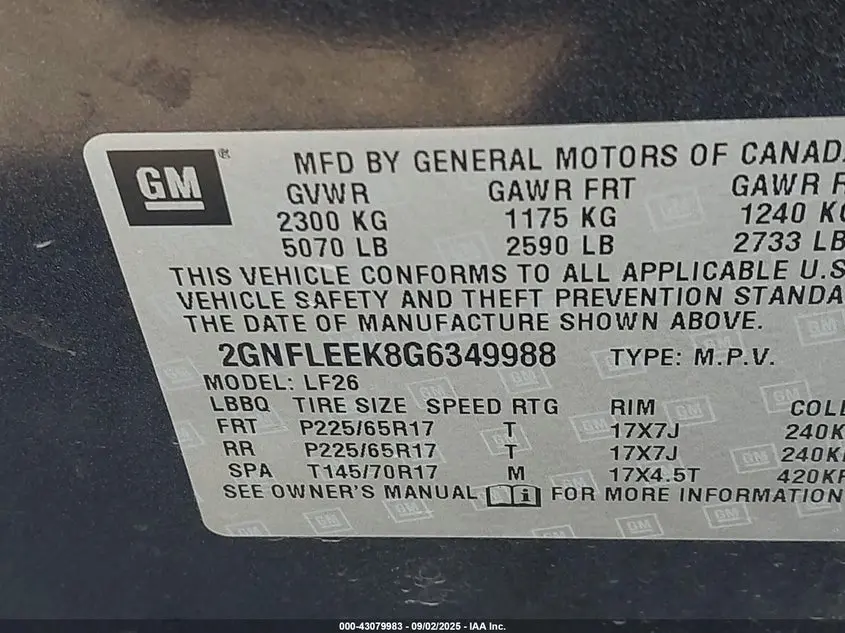 GM ® MFD BY GENERAL MOTORS OF CANAD
GVWR GAWR FRT GAWR
2300 KG 1175 KG 1240 KG
5070 LB 2590 LB 2733 LB
THIS VEHICLE CONFORMS TO ALL APPLICABLE U.S
VEHICLE SAFETY AND THEFT PREVENTION STANDA
THE DATE OF MANUFACTURE SHOWN ABOVE.
2GNFLEEK8G6349988 TYPE: M.P.V.
MODEL: LF26
LBBQ TIRE SIZE SPEED RTG RIM COL
FRT P225/65R17 T 17X7J 240K
RR P225/65R17 T 17X7J 240K
SPA T145/70R17 M 17X4.5T 420KP
SEE OWNER'S MANUAL i FOR MORE INFORMATION
000-43079983 - 09/02/2025 - IAA Inc.